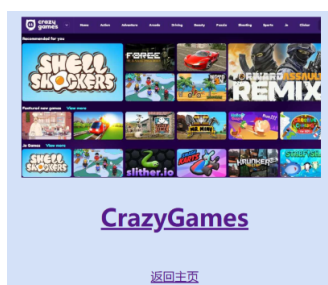 crazy
games
Home Action Adventure Arcade Driving Beauty Puzzle Shooting Sports .io Videos
Recommended for you
SHELL
SHOCKERS
FORWARD ASSAULT
REMIX
Featured new games View more
.io Games View more
SHELL
SHOCKERS
slither.io
KARTS
KRUNKER
CrazyGames
返回主页